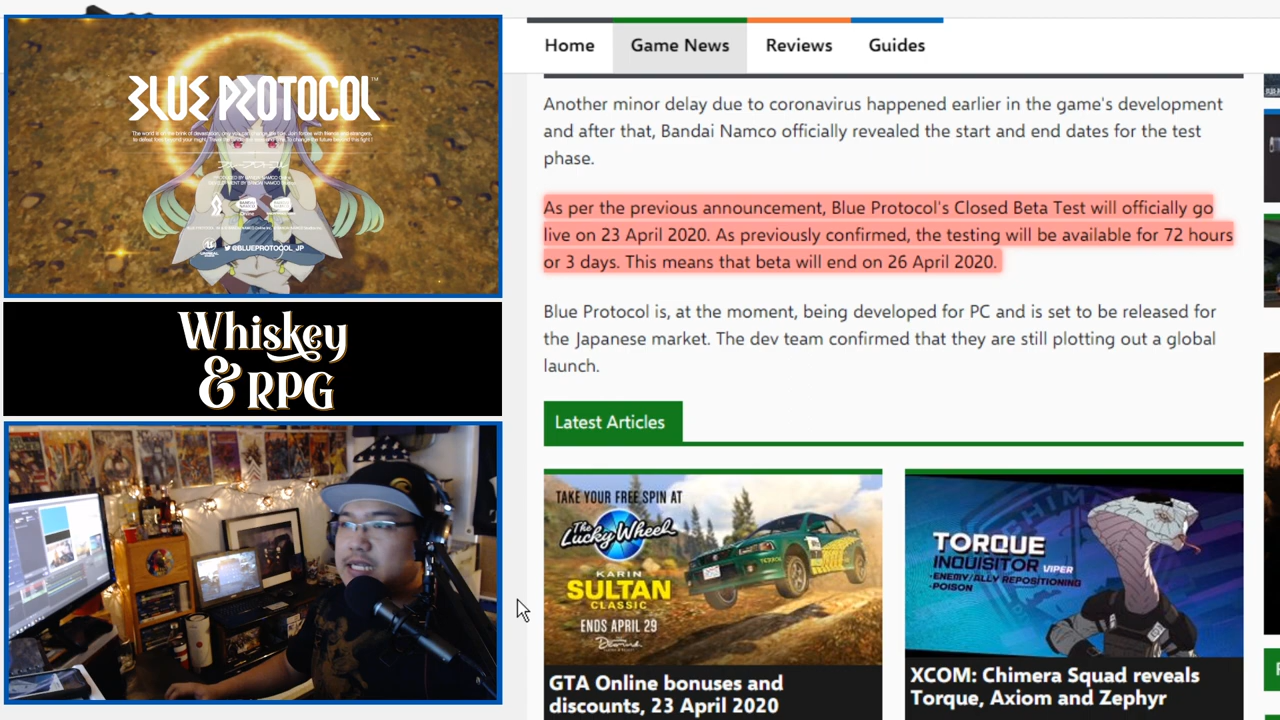 BLUE PROTOCOL
@BLUEPROTOCOL_JP
Whiskey
& RPG
Home
Game News
Reviews
Guides
Another minor delay due to coronavirus happened earlier in the game's development
and after that, Bandai Namco officially revealed the start and end dates for the test
phase.
As per the previous announcement, Blue Protocol's Closed Beta Test will officially go
live on 23 April 2020. As previously confirmed, the testing will be available for 72 hours
or 3 days. This means that beta will end on 26 April 2020.
Blue Protocol is, at the moment, being developed for PC and is set to be released for
the Japanese market. The dev team confirmed that they are still plotting out a global
launch.
Latest Articles
TAKE YOUR FREE SPIN AT
The
Lucky Wheel
KARIN
SULTAN
CLASSIC
ENDS APRIL 29
GTA Online bonuses and
discounts, 23 April 2020
CHIMERA
TORQUE
INQUISITOR VIPER
-ENEMY/ALLY REPOSITIONING
-POISON
XCOM: Chimera Squad reveals
Torque, Axiom and Zephyr